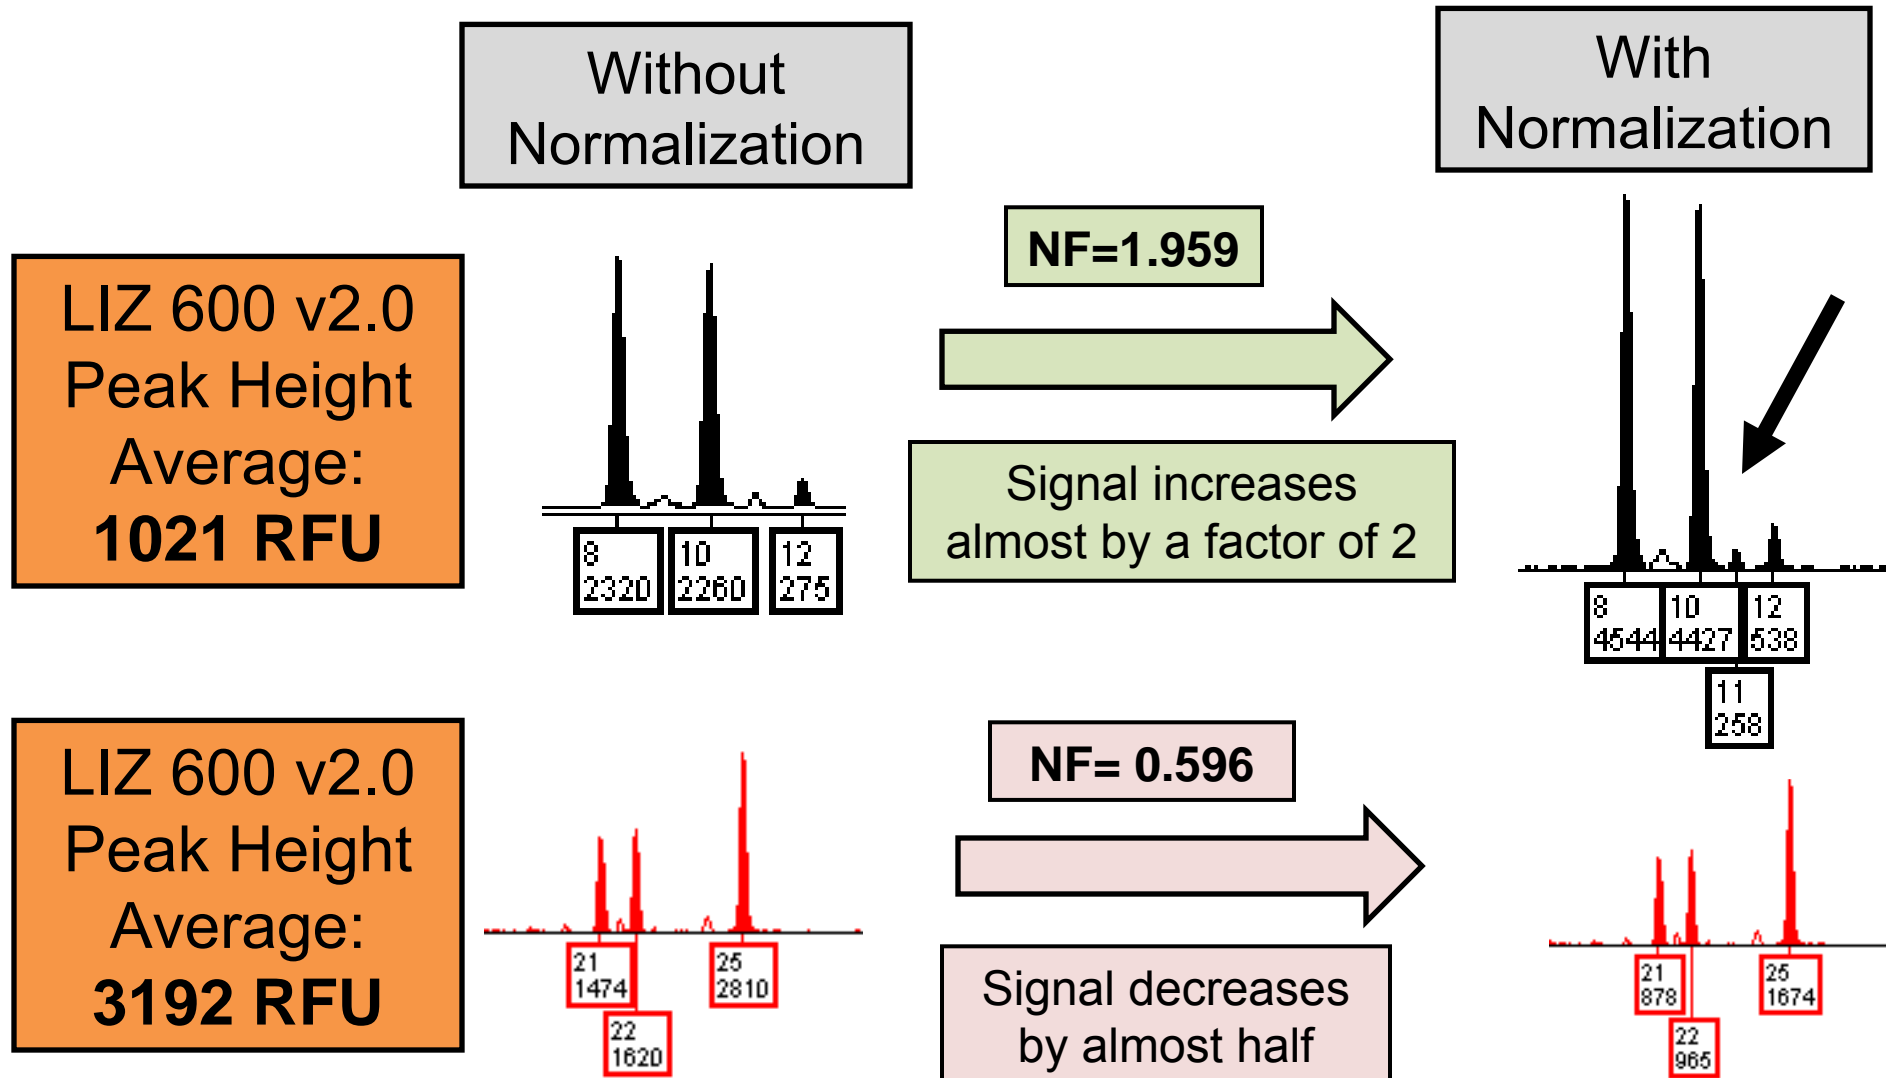 Without
Normalization
With
Normalization
LIZ 600 v2.0
Peak Height
Average:
1021 RFU
8
2320
10
2260
12
275
NF=1.959
Signal increases
almost by a factor of 2
8
4544
10
4427
12
538
11
258
LIZ 600 v2.0
Peak Height
Average:
3192 RFU
21
1474
22
1620
25
2810
NF= 0.596
Signal decreases
by almost half
21
878
22
965
25
1674